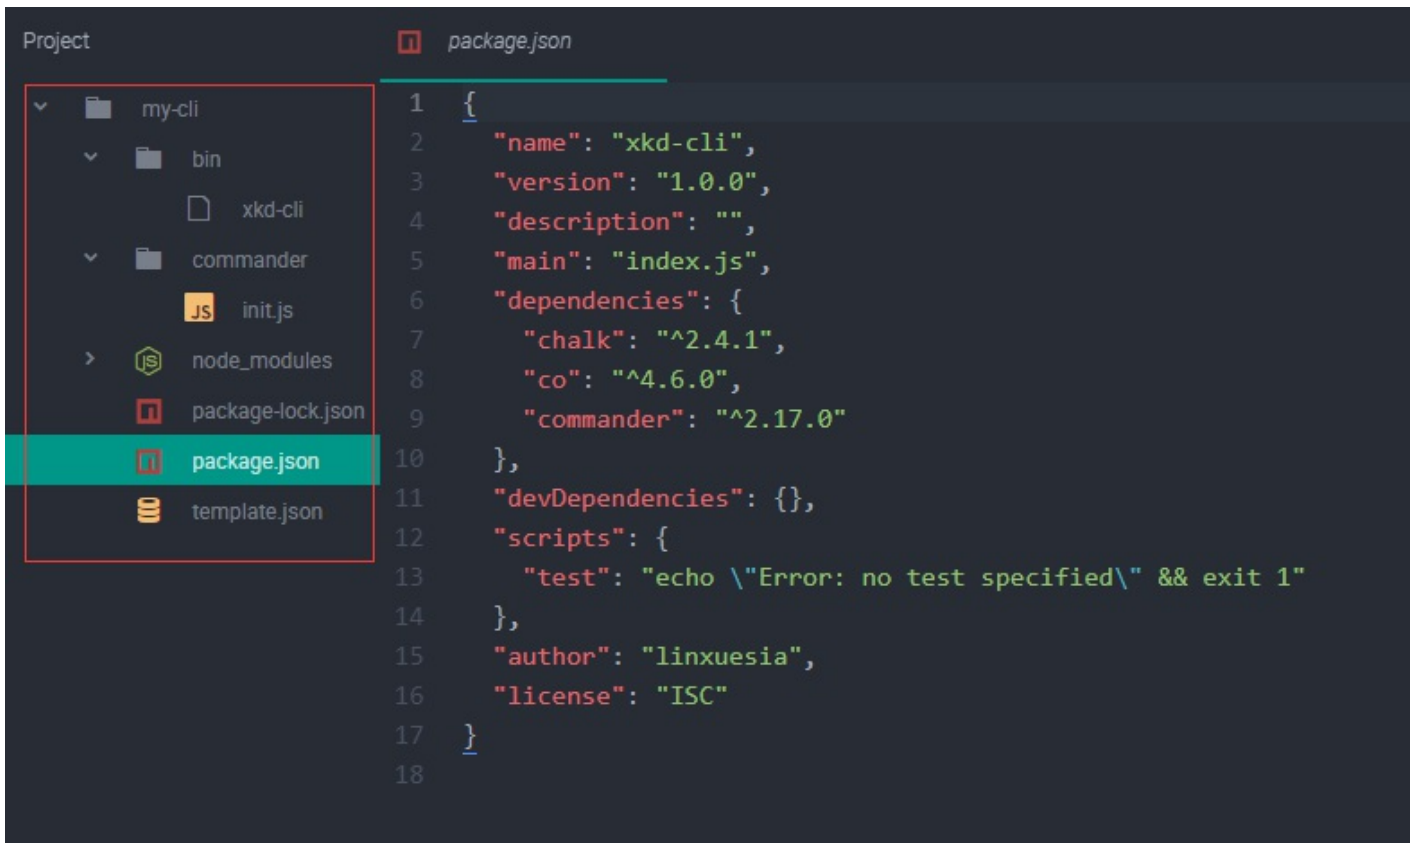 Project
my-cli
bin
xkd-cli
commander
JS init.js
JS node_modules
package-lock.json
package.json
template.json
package.json
1 {
2   "name": "xkd-cli",
3   "version": "1.0.0",
4   "description": "",
5   "main": "index.js",
6   "dependencies": {
7     "chalk": "^2.4.1",
8     "co": "^4.6.0",
9     "commander": "^2.17.0"
10   },
11   "devDependencies": {},
12   "scripts": {
13     "test": "echo \"Error: no test specified\" && exit 1"
14   },
15   "author": "linxuesia",
16   "license": "ISC"
17 }
18